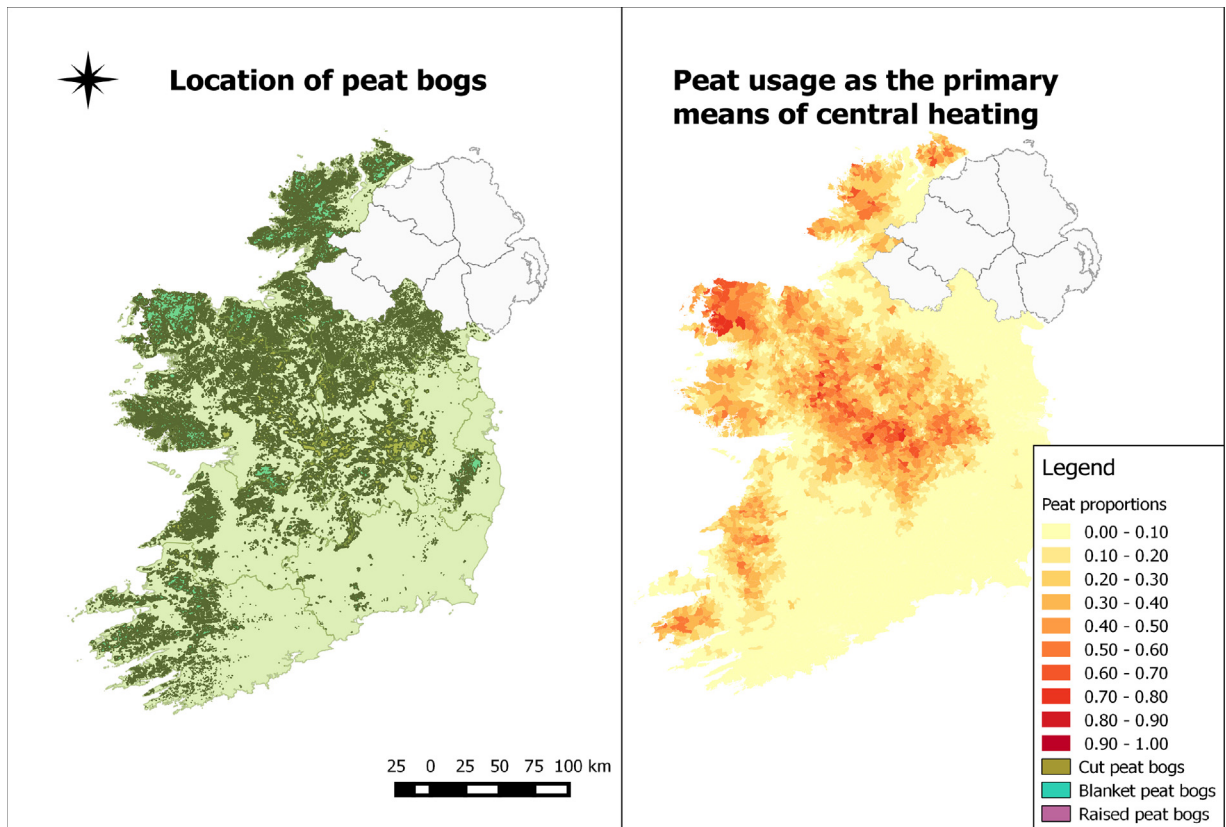 Location of peat bogs
25 0 25 50 75 100 km
Peat usage as the primary
means of central heating
Legend
Peat proportions
0.00 - 0.10
0.10 - 0.20
0.20 - 0.30
0.30 - 0.40
0.40 - 0.50
0.50 - 0.60
0.60 - 0.70
0.70 - 0.80
0.80 - 0.90
0.90 - 1.00
Cut peat bogs
Blanket peat bogs
Raised peat bogs